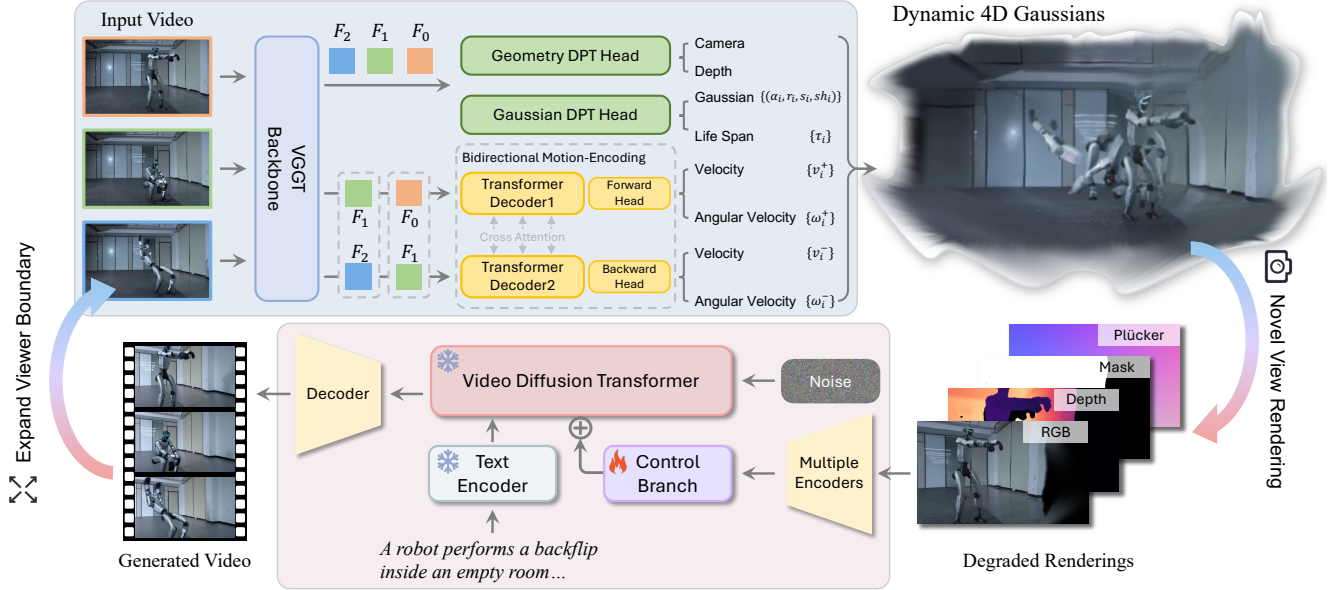 Input Video
VGGT
Backbone
F₂ F₁ F₀
Geometry DPT Head
Camera
Depth
Gaussian DPT Head
Gaussian {(αᵢ, rᵢ, sᵢ, shᵢ)}
Life Span {τᵢ}
Bidirectional Motion-Encoding
F₁ F₀
Transformer
Decoder1
Forward
Head
Velocity {vᵢ⁺}
Angular Velocity {ωᵢ⁺}
Cross Attention
F₂ F₁
Transformer
Decoder2
Backward
Head
Velocity {vᵢ⁻}
Angular Velocity {ωᵢ⁻}
Dynamic 4D Gaussians
Novel View Rendering
Plücker
Mask
Depth
RGB
Degraded Renderings
Multiple
Encoders
Control
Branch
Noise
Video Diffusion Transformer
Text
Encoder
A robot performs a backflip
inside an empty room…
Decoder
Generated Video
Expand Viewer Boundary